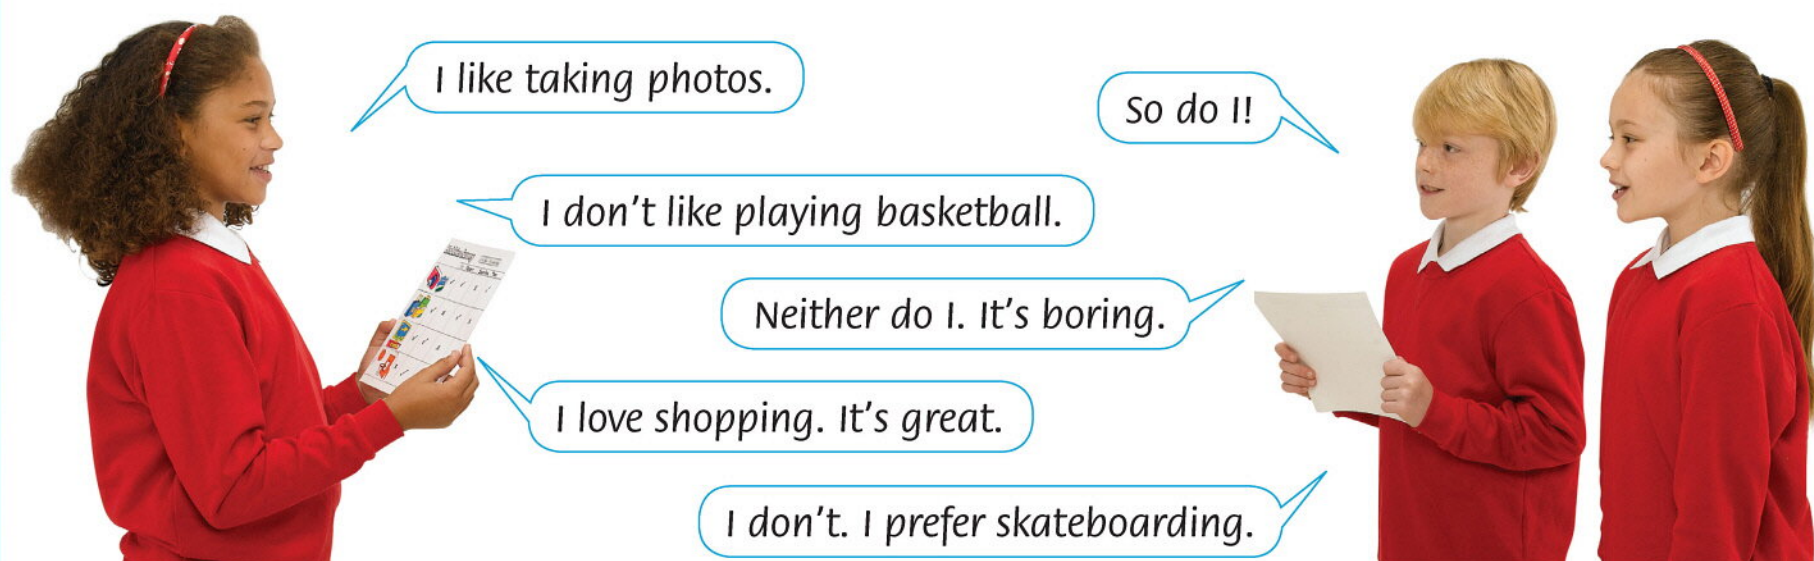 I like taking photos.
So do I!
I don't like playing basketball.
Neither do I. It's boring.
I love shopping. It's great.
I don't. I prefer skateboarding.